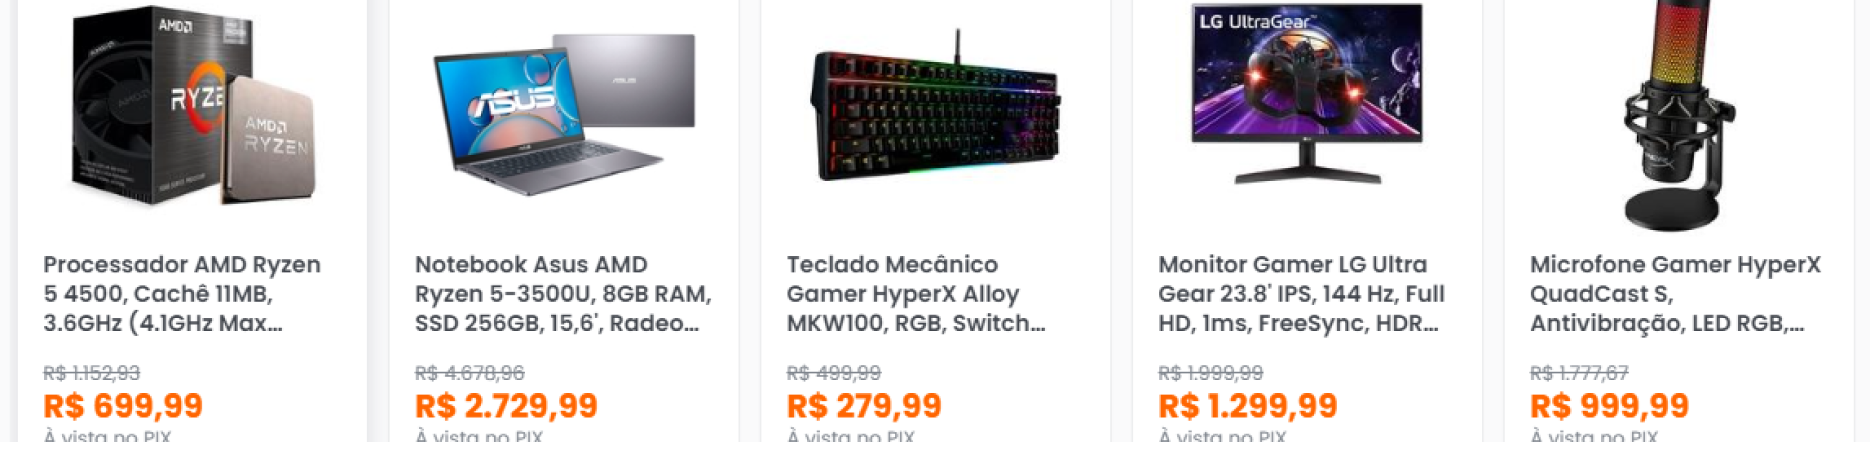 AMD
RYZE
AMD
RYZEN
Processador AMD Ryzen
5 4500, Cachê 11MB,
3.6GHz (4.1GHz Max...
R$ 1.152,93
R$ 699,99
À vista no PIX
ASUS
ASUS
Notebook Asus AMD
Ryzen 5-3500U, 8GB RAM,
SSD 256GB, 15,6', Radeo...
R$ 4.678,96
R$ 2.729,99
À vista no PIX
Teclado Mecânico
Gamer HyperX Alloy
MKW100, RGB, Switch...
R$ 499,99
R$ 279,99
À vista no PIX
LG UltraGear™
Monitor Gamer LG Ultra
Gear 23.8' IPS, 144 Hz, Full
HD, 1ms, FreeSync, HDR...
R$ 1.999,99
R$ 1.299,99
À vista no PIX
Microfone Gamer HyperX
QuadCast S,
Antivibração, LED RGB,...
R$ 1.777,67
R$ 999,99
À vista no PIX